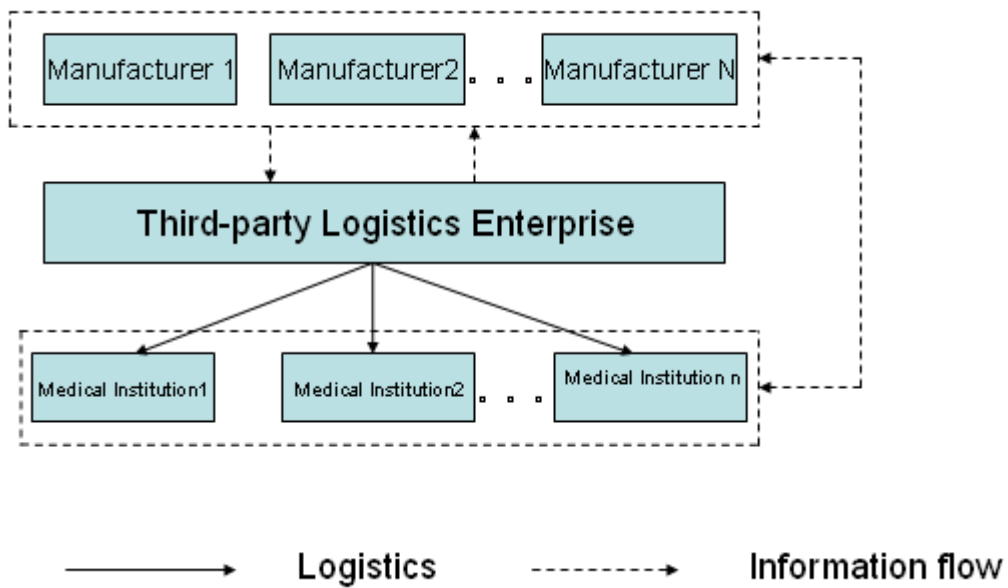 Manufacturer 1
Manufacturer2
Manufacturer N
Third-party Logistics Enterprise
Medical Institution1
Medical Institution2
Medical Institution n
Logistics
Information flow